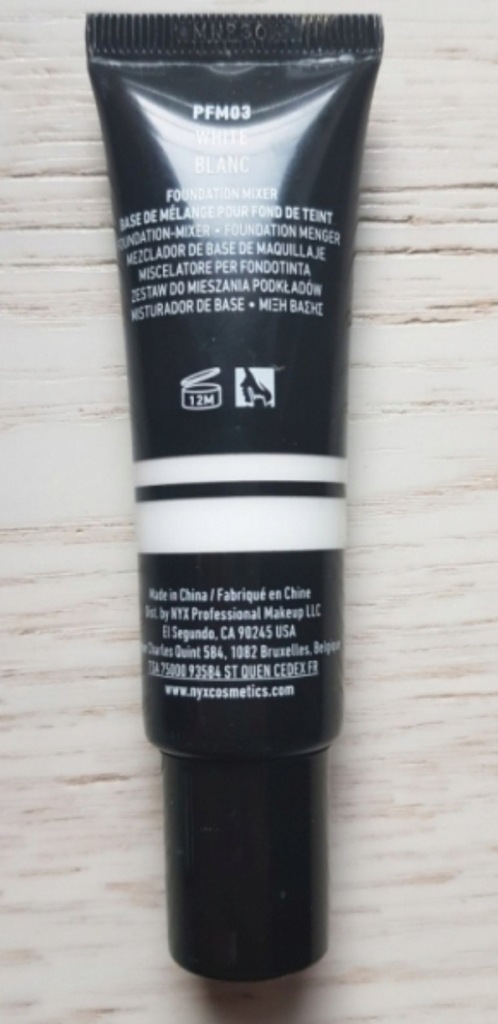 PFM03
WHITE
BLANC
FOUNDATION MIXER
BASE DE MÉLANGE POUR FOND DE TEINT
FOUNDATION-MIXER • FOUNDATION MENGER
MEZCLADOR DE BASE DE MAQUILLAJE
MISCELATORE PER FONDOTINTA
ZESTAW DO MIESZANIA PODKŁADÓW
MISTURADOR DE BASE • ΜΙΞΗ ΒΑΣΗΣ
12M
Made in China / Fabriqué en Chine
Dist. by NYX Professional Makeup LLC
El Segundo, CA 90245 USA
Charles Quint 584, 1082 Bruxelles, Belgique
TSA 75000 93584 ST OUEN CEDEX FR
www.nyxcosmetics.com